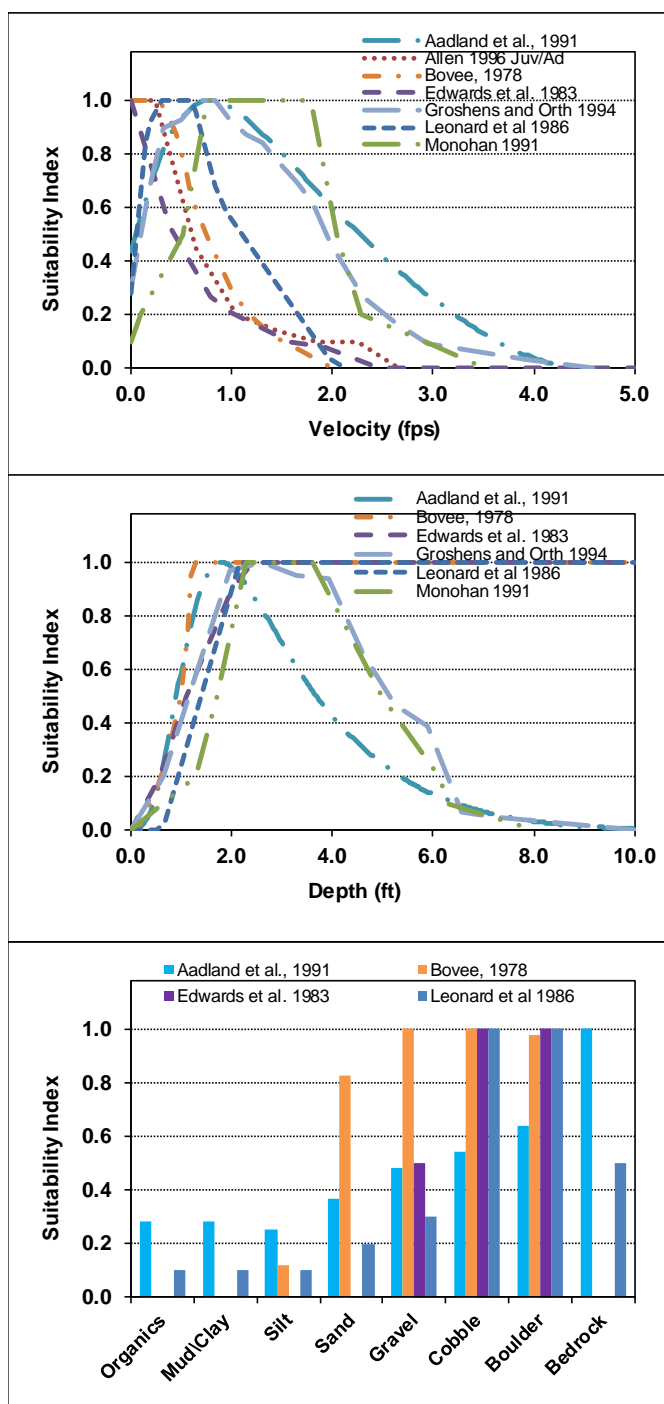 Aadland et al., 1991
Allen 1996 Juv/Ad
Bovee, 1978
Edwards et al. 1983
Groshens and Orth 1994
Leonard et al 1986
Monohan 1991
1.0
0.8
0.6
0.4
0.2
0.0
Suitability Index
0.0 1.0 2.0 3.0 4.0 5.0
Velocity (fps)
Aadland et al., 1991
Bovee, 1978
Edwards et al. 1983
Groshens and Orth 1994
Leonard et al 1986
Monohan 1991
1.0
0.8
0.6
0.4
0.2
0.0
Suitability Index
0.0 2.0 4.0 6.0 8.0 10.0
Depth (ft)
Aadland et al., 1991 Bovee, 1978
Edwards et al. 1983 Leonard et al 1986
1.0
0.8
0.6
0.4
0.2
0.0
Suitability Index
Organics Mud\Clay Silt Sand Gravel Cobble Boulder Bedrock